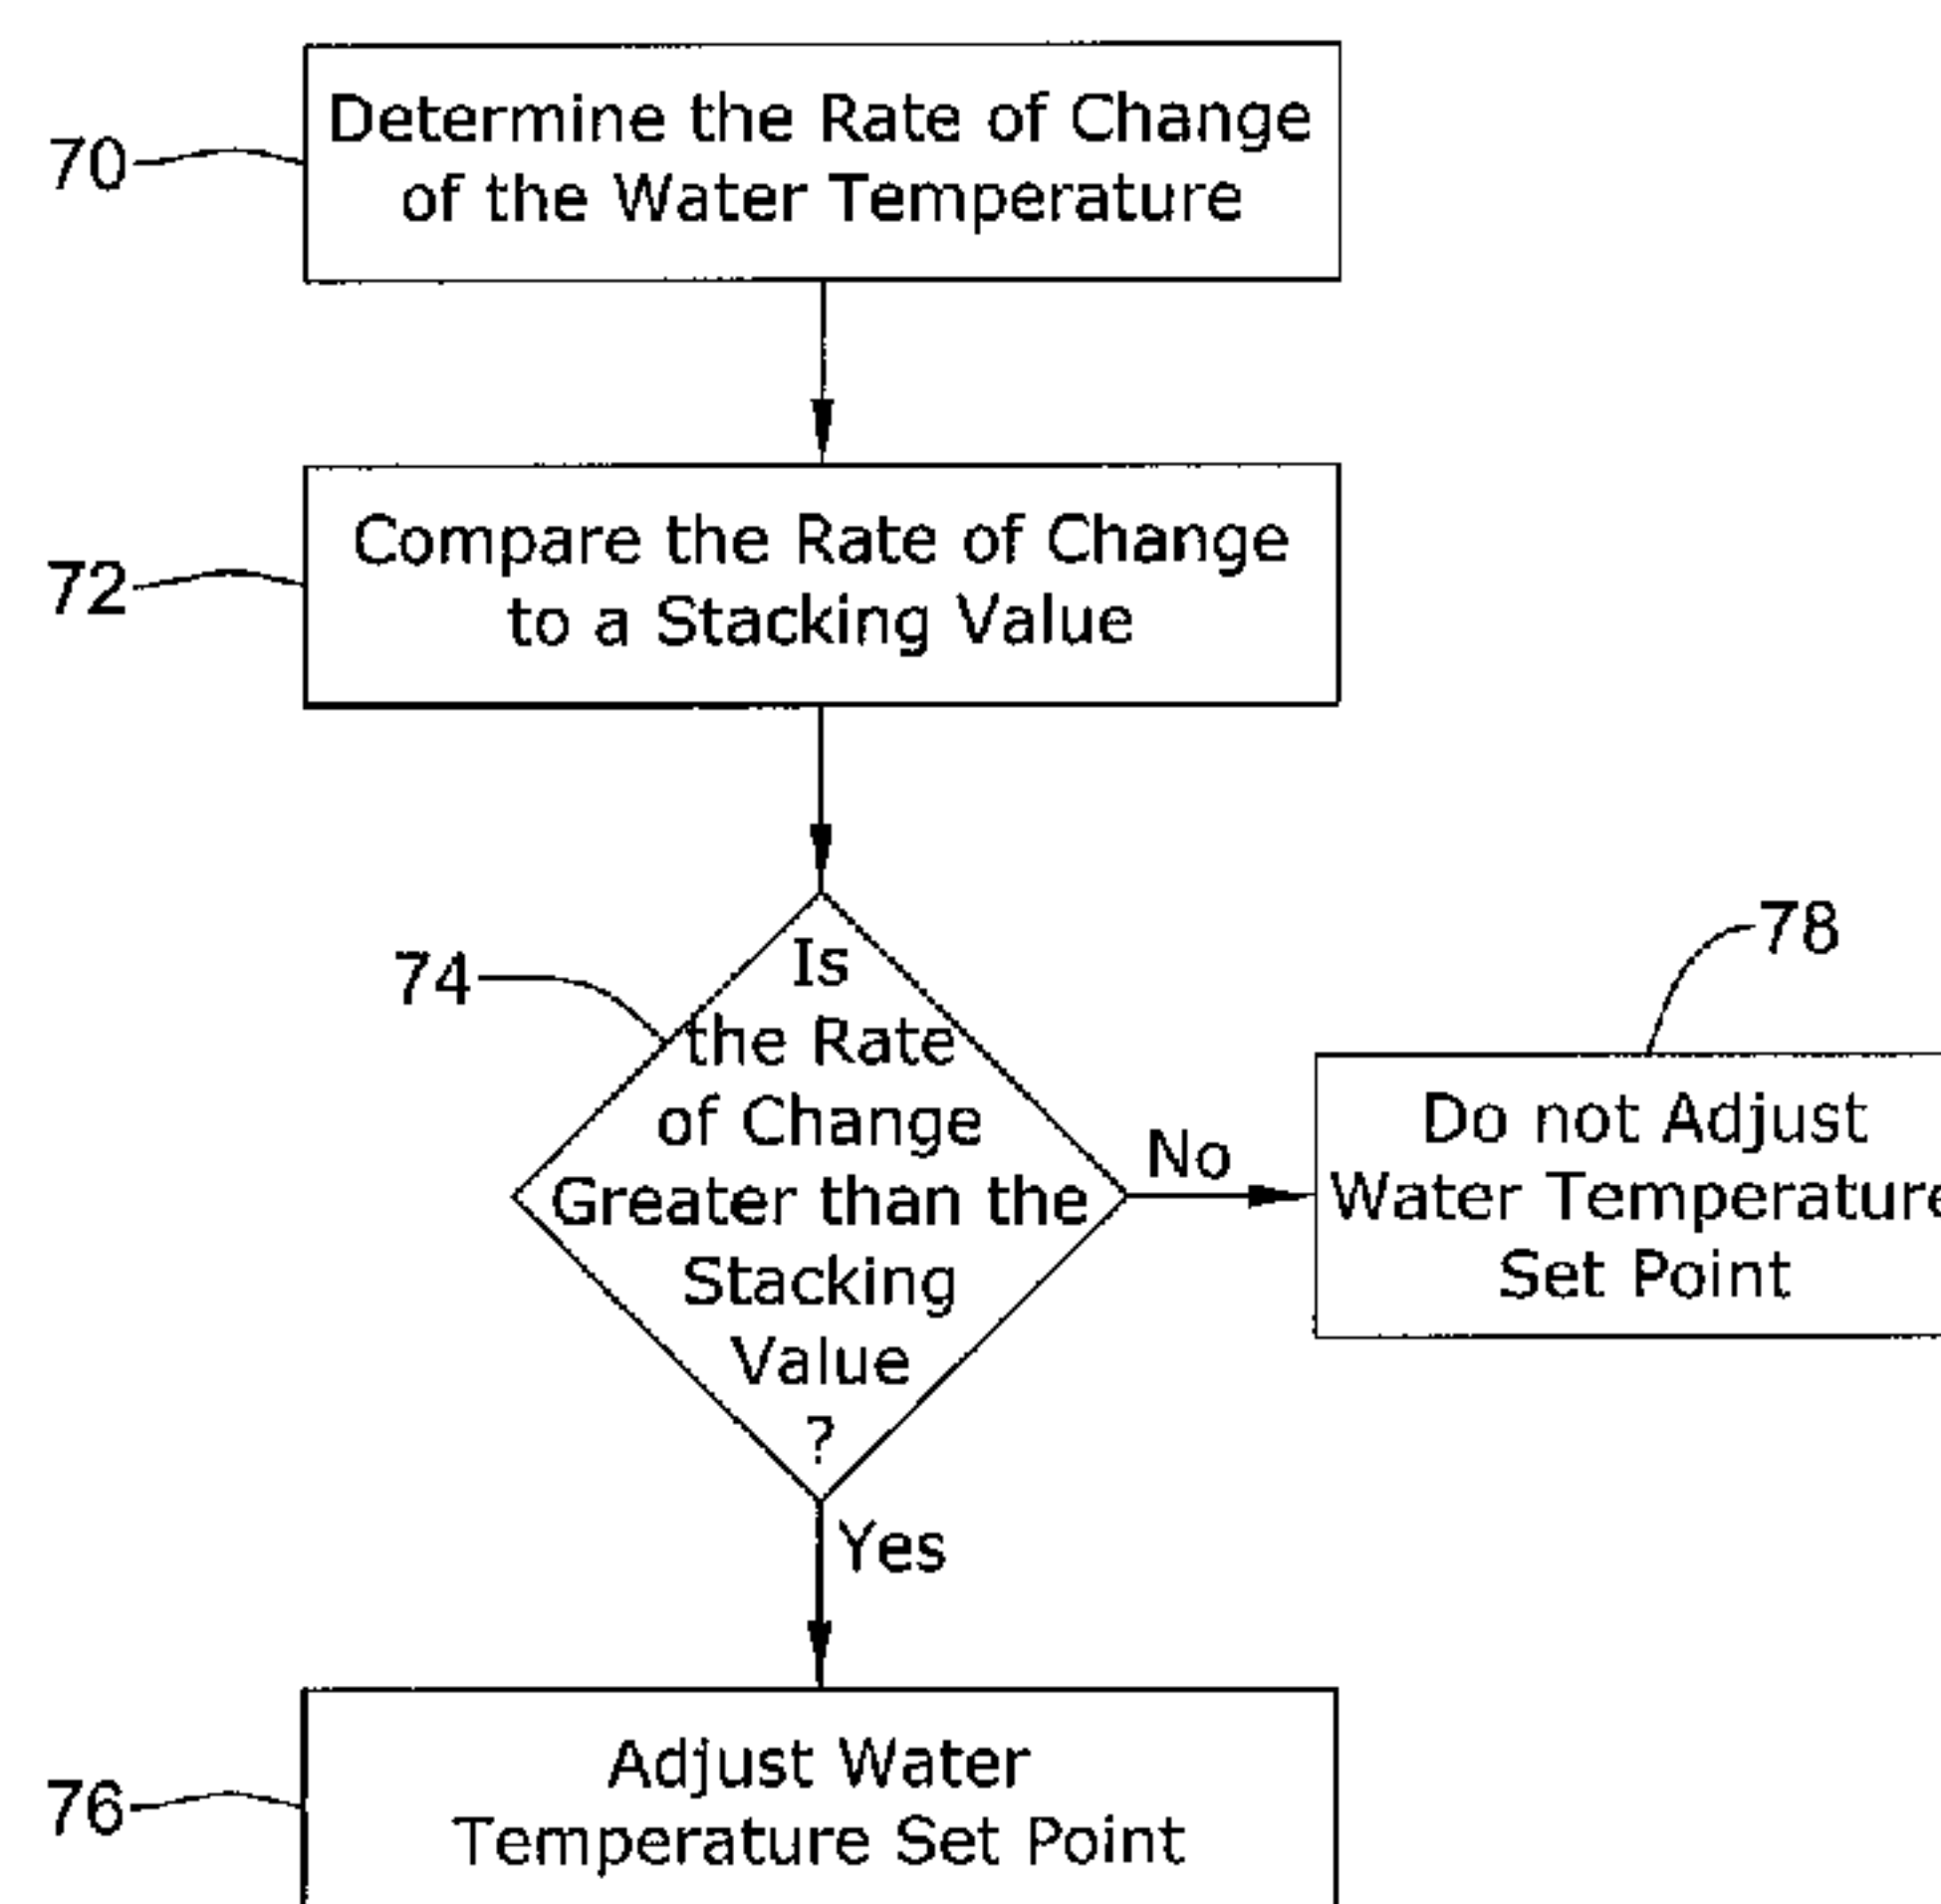 70
Determine the Rate of Change
of the Water Temperature
72
Compare the Rate of Change
to a Stacking Value
74
Is
the Rate
of Change
Greater than the
Stacking
Value
?
No
78
Do not Adjust
Water Temperature
Set Point
Yes
76
Adjust Water
Temperature Set Point